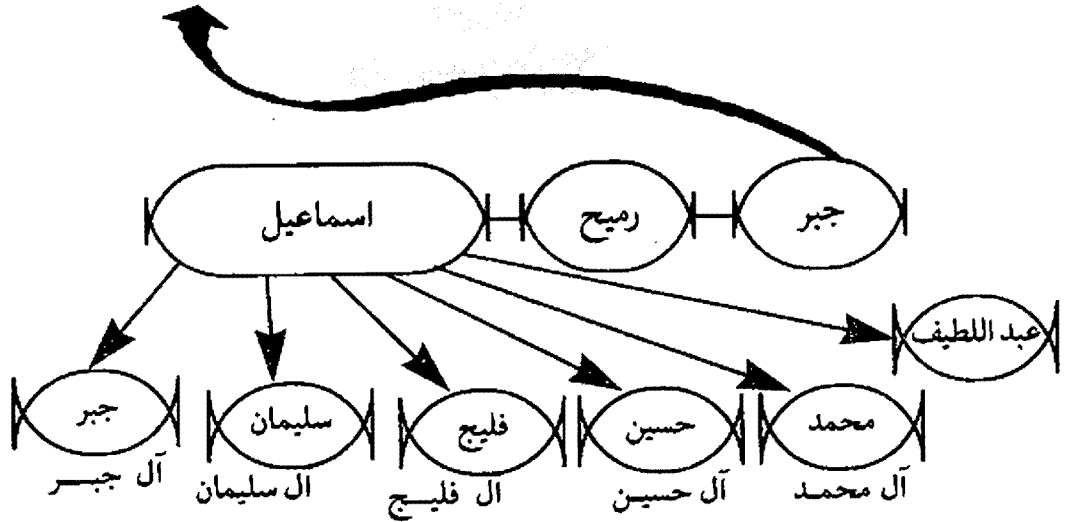 جبر
رميح
اسماعيل
عبد اللطيف
محمد
حسين
فليج
سليمان
جبر
آل محمد
آل حسين
ال فليج
ال سليمان
آل جبر